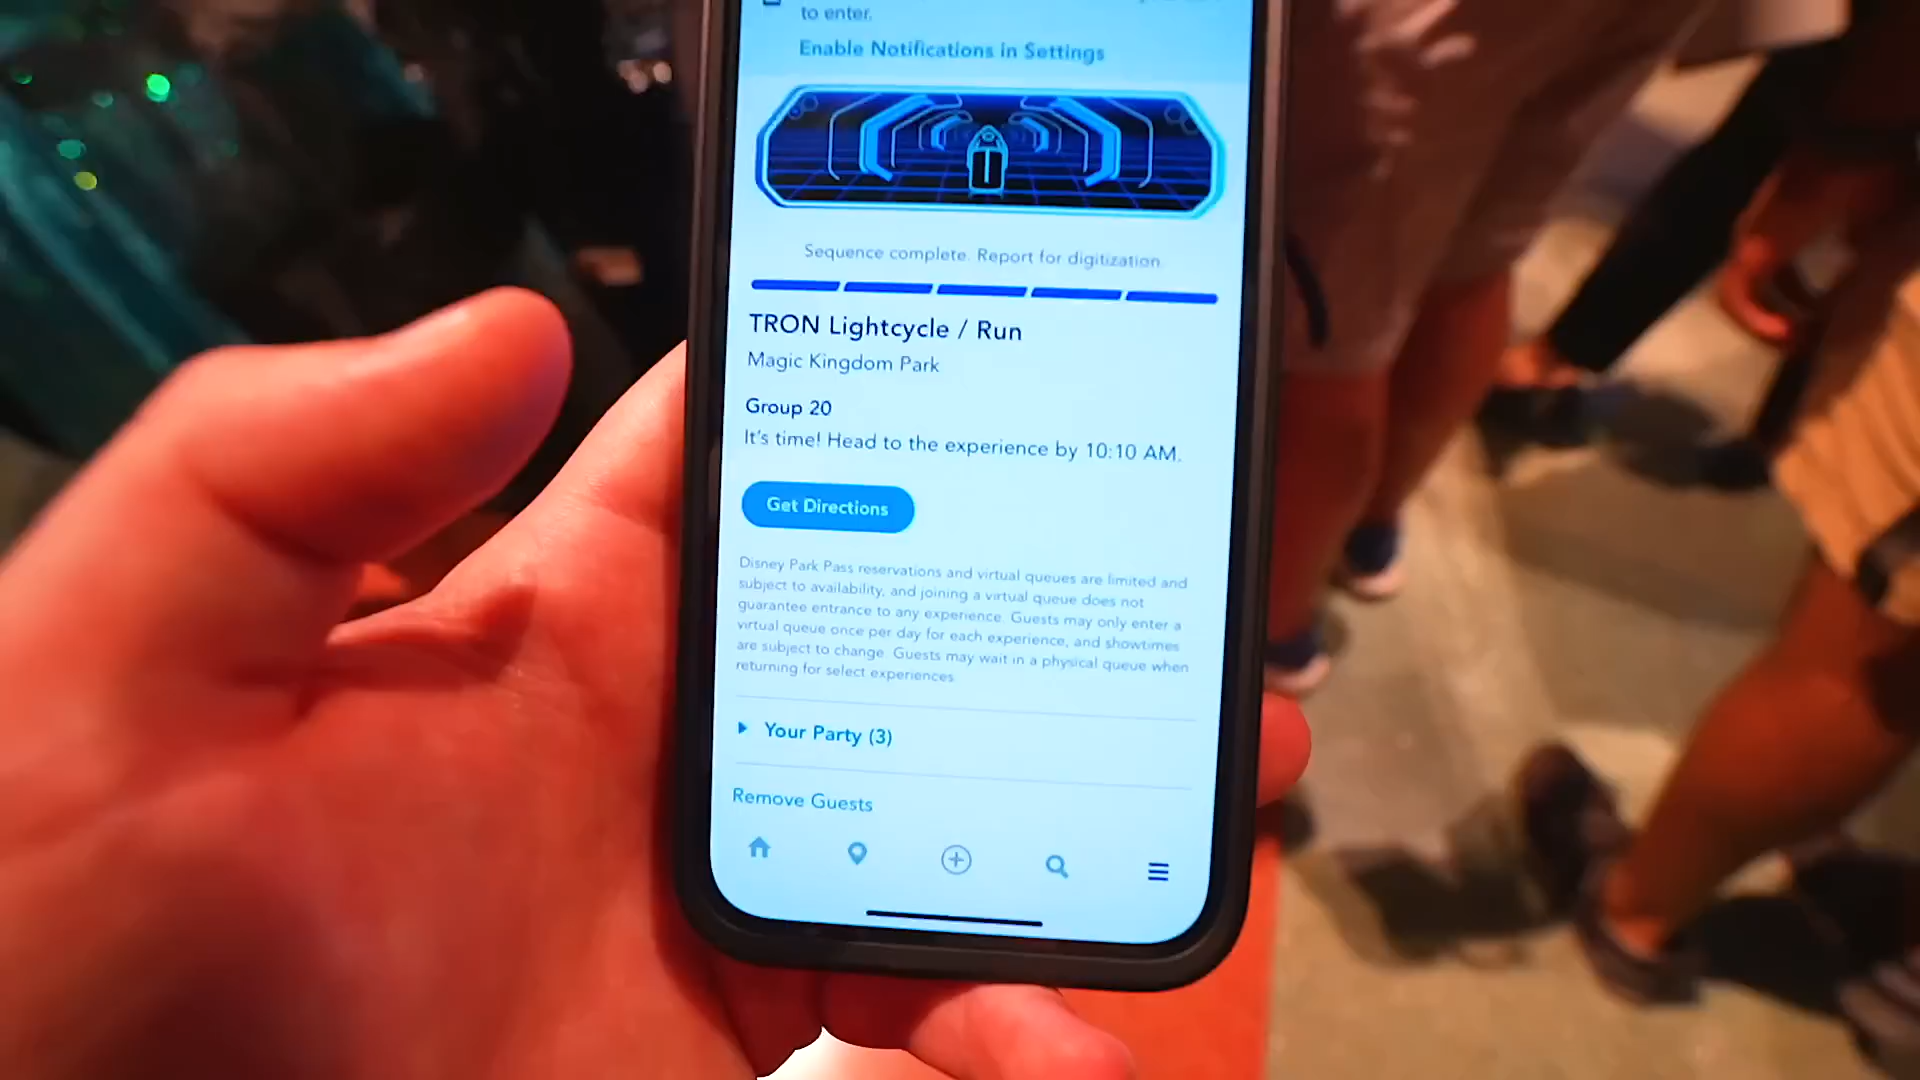 to enter.
Enable Notifications in Settings
Sequence complete. Report for digitization.
TRON Lightcycle / Run
Magic Kingdom Park
Group 20
It's time! Head to the experience by 10:10 AM.
Get Directions
Disney Park Pass reservations and virtual queues are limited and
subject to availability, and joining a virtual queue does not
guarantee entrance to any experience. Guests may only enter a
virtual queue once per day for each experience, and showtimes
are subject to change. Guests may wait in a physical queue when
returning for select experiences.
Your Party (3)
Remove Guests